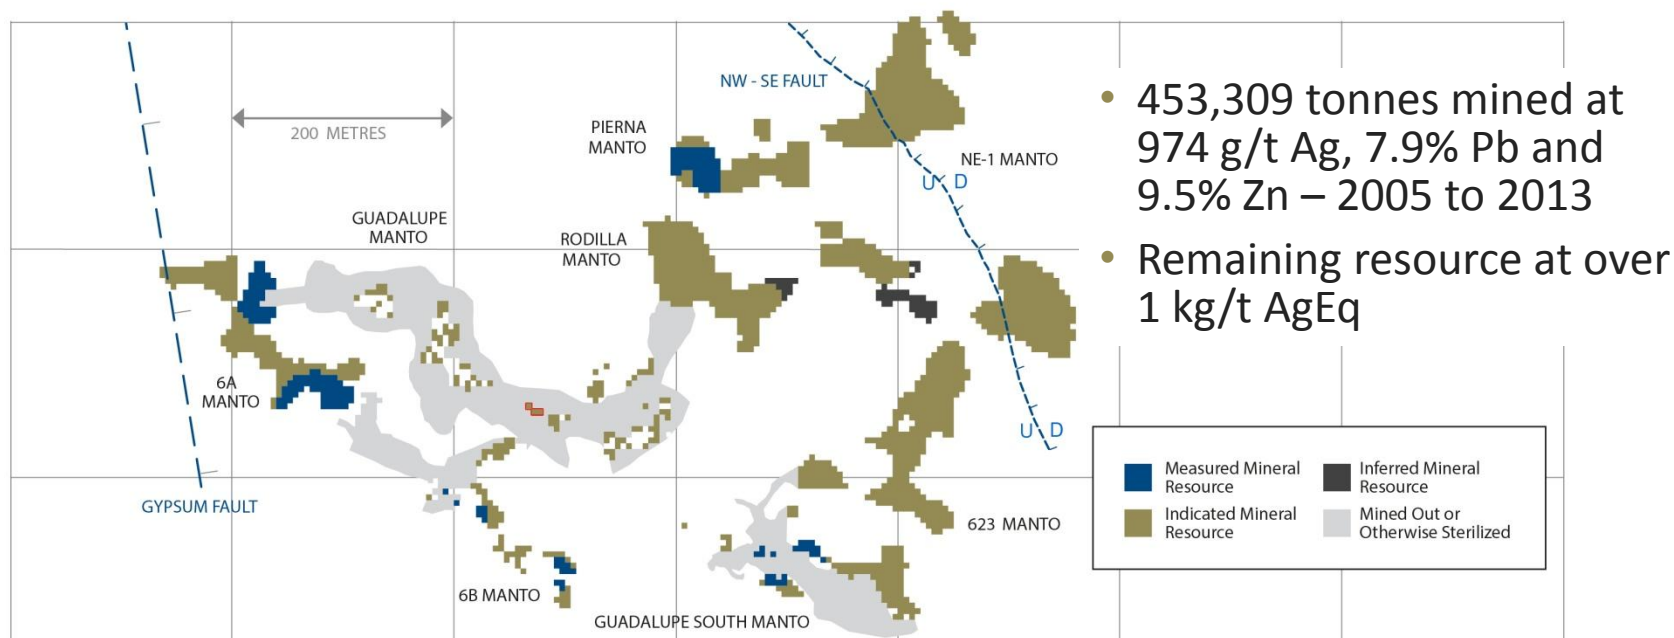 NW - SE FAULT
200 METRES
PIERNA
MANTO
NE-1 MANTO
U D
GUADALUPE
MANTO
RODILLA
MANTO
6A
MANTO
U D
GYPSUM FAULT
623 MANTO
6B MANTO
GUADALUPE SOUTH MANTO
• 453,309 tonnes mined at
974 g/t Ag, 7.9% Pb and
9.5% Zn – 2005 to 2013
• Remaining resource at over
1 kg/t AgEq
Measured Mineral
Resource
Indicated Mineral
Resource
Inferred Mineral
Resource
Mined Out or
Otherwise Sterilized